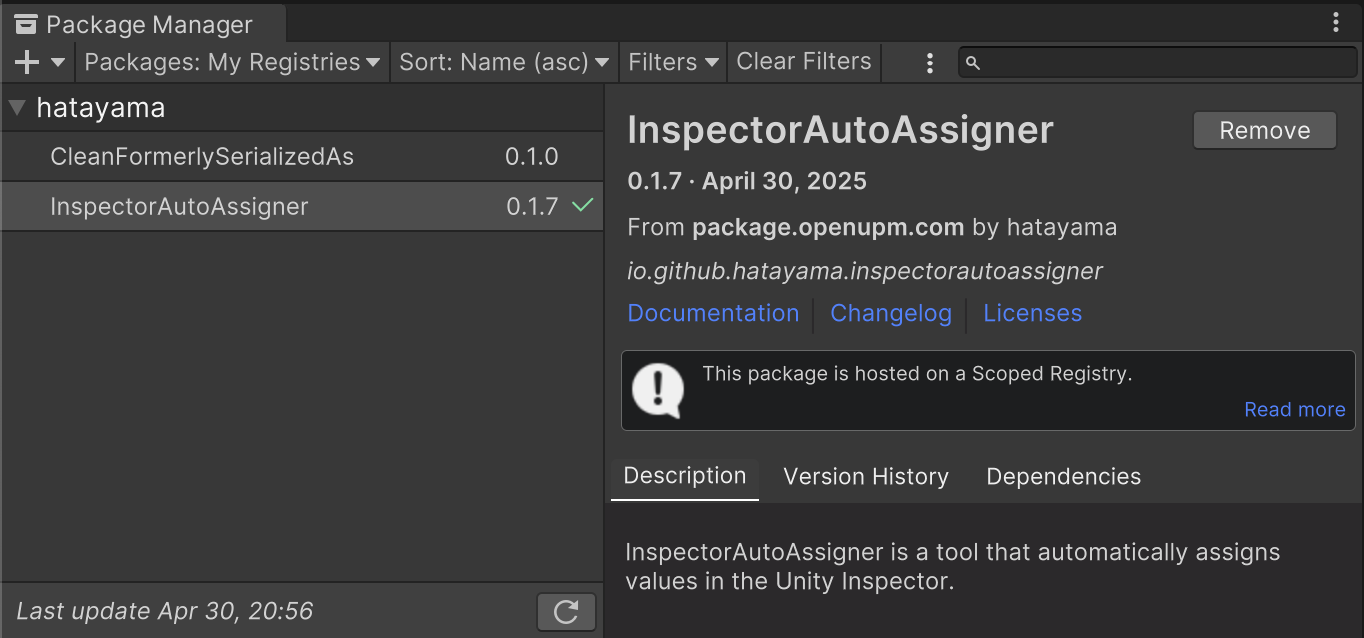 Package Manager
Packages: My Registries Sort: Name (asc) Filters Clear Filters
hatayama
CleanFormerlySerializedAs 0.1.0
InspectorAutoAssigner 0.1.7
Last update Apr 30, 20:56
InspectorAutoAssigner Remove
0.1.7 · April 30, 2025
From package.openupm.com by hatayama
io.github.hatayama.inspectorautoassigner
Documentation Changelog Licenses
This package is hosted on a Scoped Registry.
Read more
Description Version History Dependencies
InspectorAutoAssigner is a tool that automatically assigns
values in the Unity Inspector.